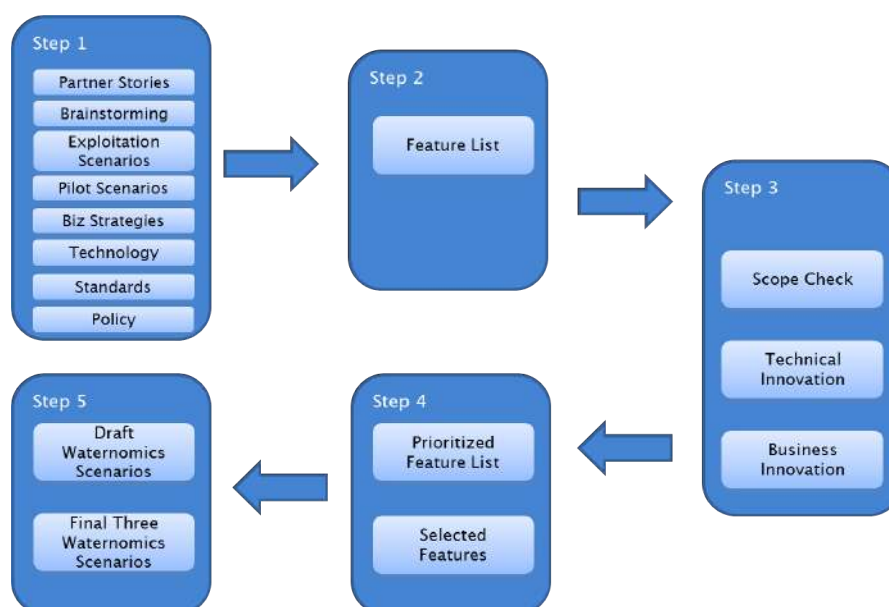 Step 1
Partner Stories
Brainstorming
Exploitation
Scenarios
Pilot Scenarios
Biz Strategies
Technology
Standards
Policy
Step 2
Feature List
Step 3
Scope Check
Technical
Innovation
Business
Innovation
Step 4
Prioritized
Feature List
Selected
Features
Step 5
Draft
Waternomics
Scenarios
Final Three
Waternomics
Scenarios